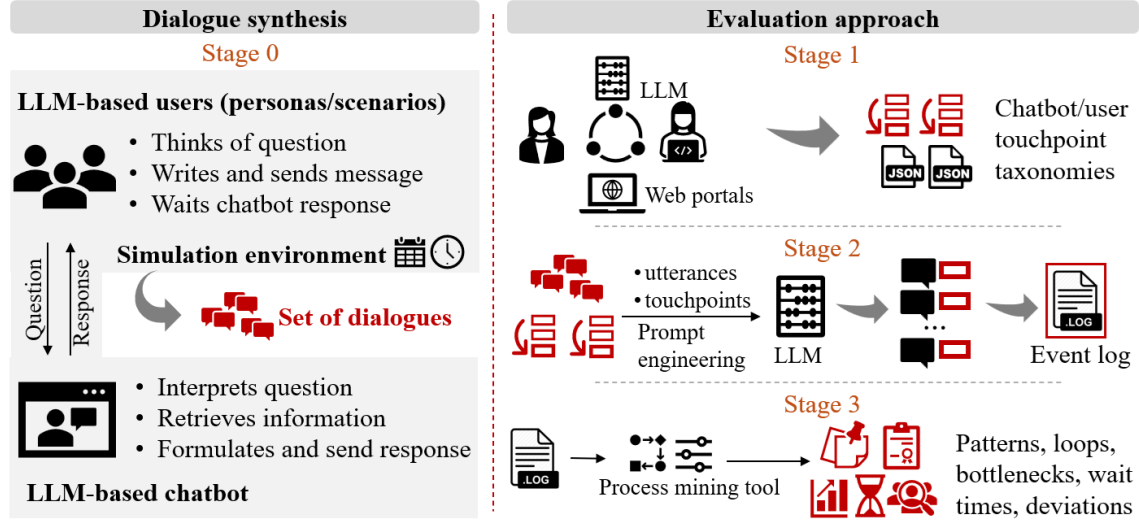 Dialogue synthesis
Stage 0
LLM-based users (personas/scenarios)
• Thinks of question
• Writes and sends message
• Waits chatbot response
Question
Response
Simulation environment
Set of dialogues
• Interprets question
• Retrieves information
• Formulates and send response
LLM-based chatbot
Evaluation approach
Stage 1
LLM
Web portals
</>
JSON
JSON
Chatbot/user
touchpoint
taxonomies
Stage 2
• utterances
• touchpoints
Prompt
engineering
LLM
...
.LOG
Event log
Stage 3
.LOG
Process mining tool
Patterns, loops,
bottlenecks, wait
times, deviations